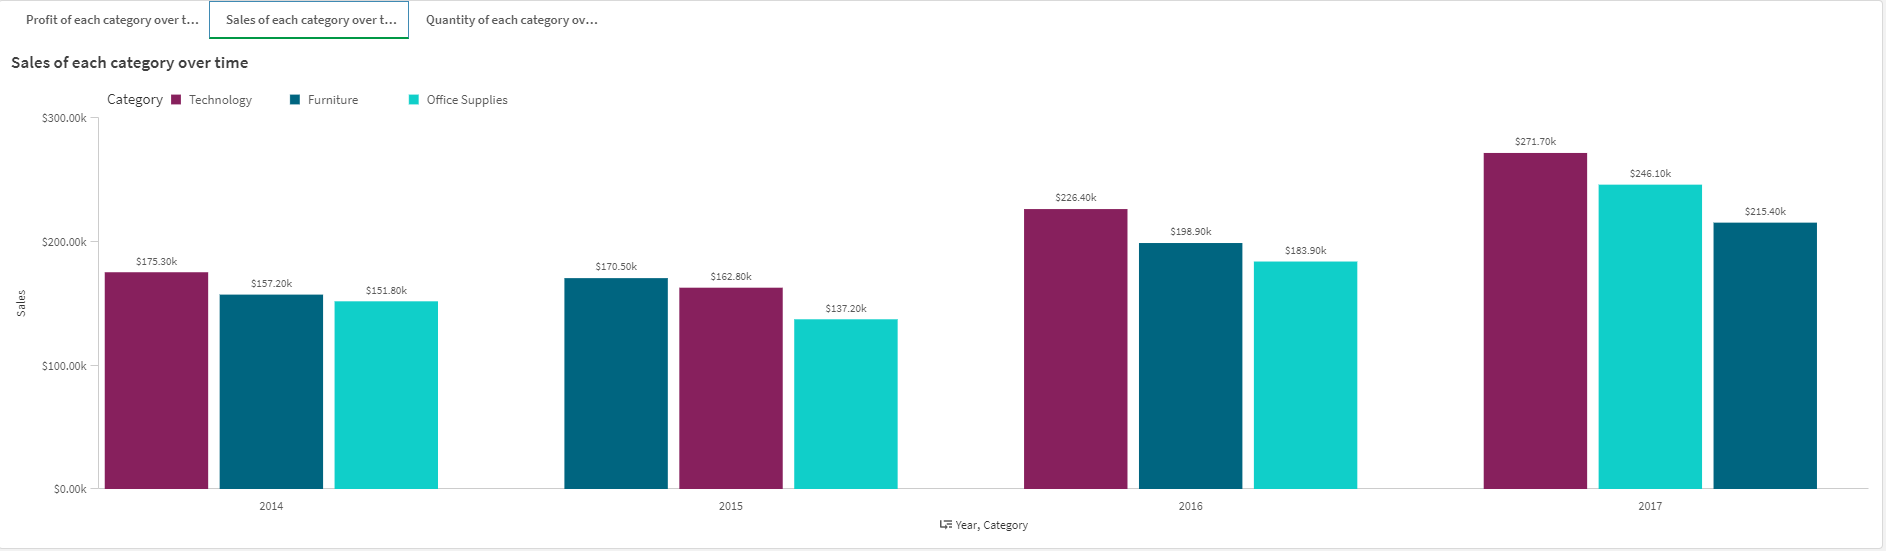 Profit of each category over t...
Sales of each category over t...
Quantity of each category ov...
Sales of each category over time
Category Technology Furniture Office Supplies
$300.00k
$200.00k
$100.00k
$0.00k
Sales
$175.30k
$157.20k
$151.80k
$170.50k
$162.80k
$137.20k
$226.40k
$198.90k
$183.90k
$271.70k
$246.10k
$215.40k
2014
2015
2016
2017
Year, Category